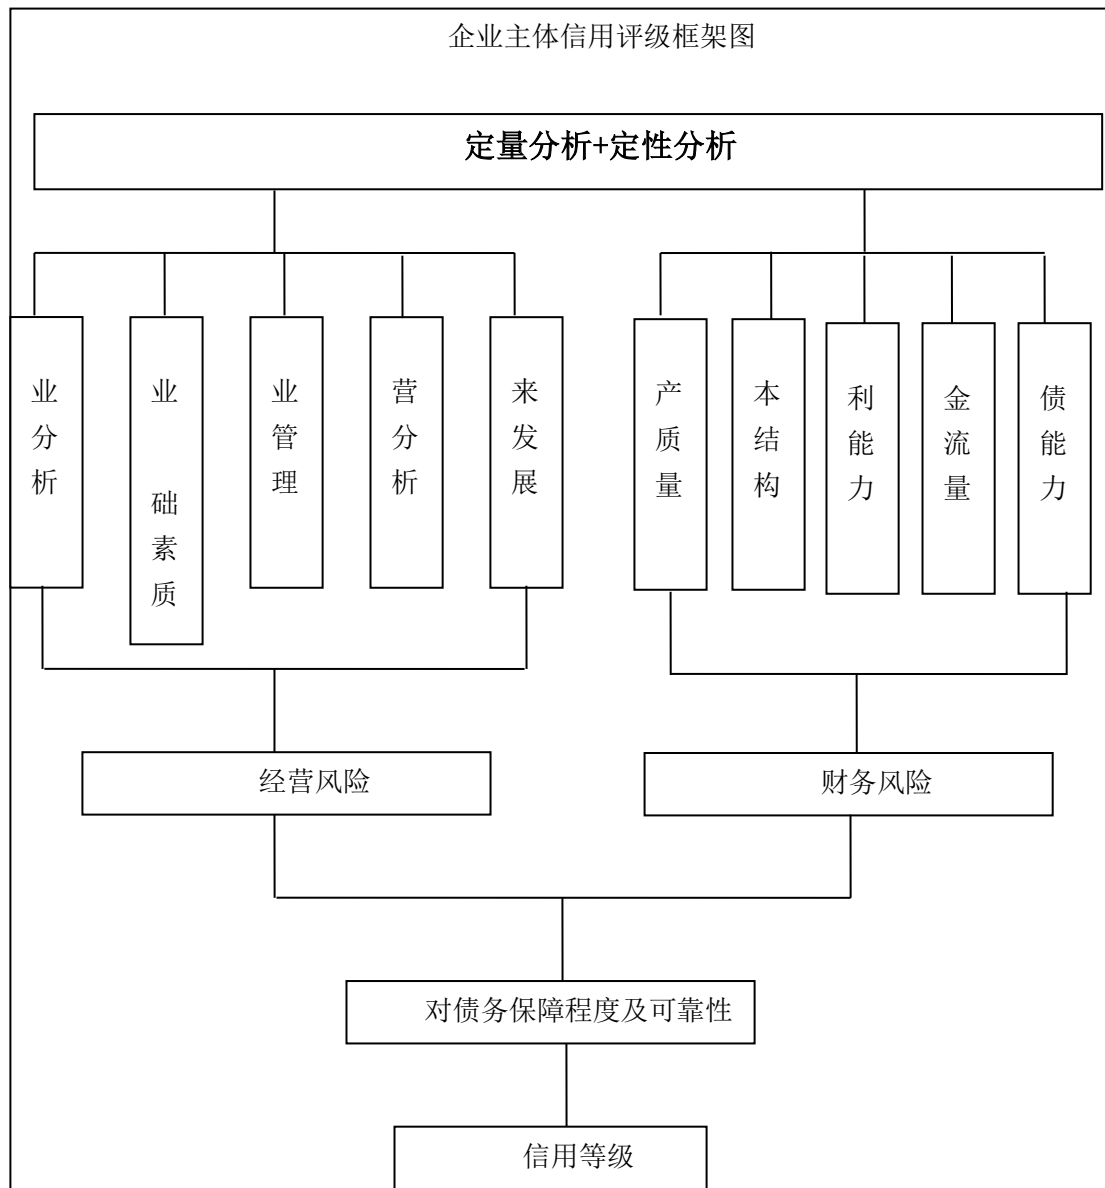 企业主体信用评级框架图
定量分析+定性分析
业分析
业 础素质
业管理
营分析
来发展
产质量
本结构
利能力
金流量
债能力
经营风险
财务风险
对债务保障程度及可靠性
信用等级